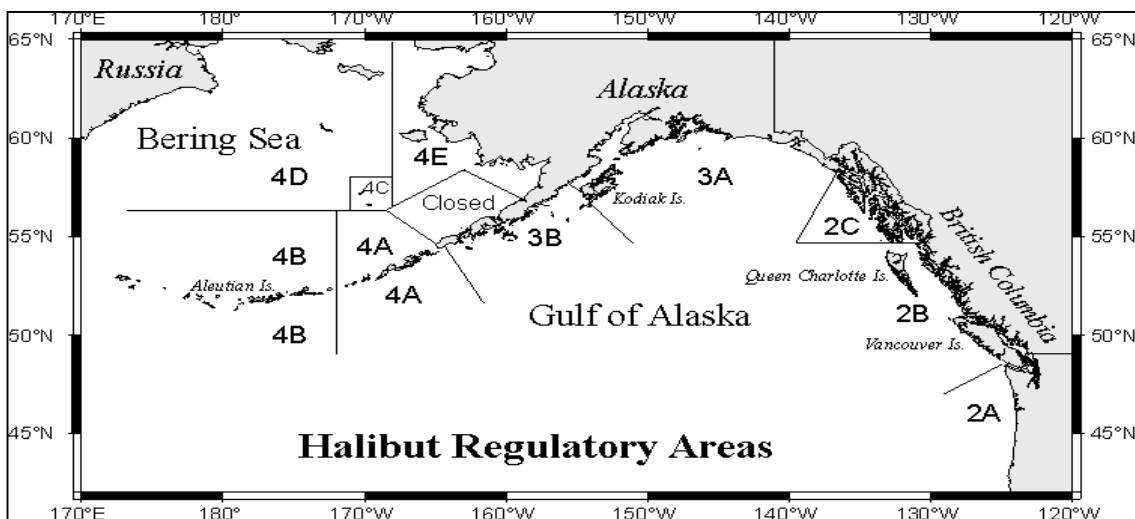 170°E 180° 170°W 160°W 150°W 140°W 130°W 120°W
65°N 65°N
Russia
Alaska
Bering Sea
60°N 60°N
4E
4D
4C
3A
Closed
Kodiak Is.
2C
3B
55°N 55°N
4B
4A
British Columbia
Queen Charlotte Is.
Aleutian Is.
4A
Gulf of Alaska
2B
4B
50°N 50°N
Vancouver Is.
2A
45°N 45°N
Halibut Regulatory Areas
170°E 180° 170°W 160°W 150°W 140°W 130°W 120°W